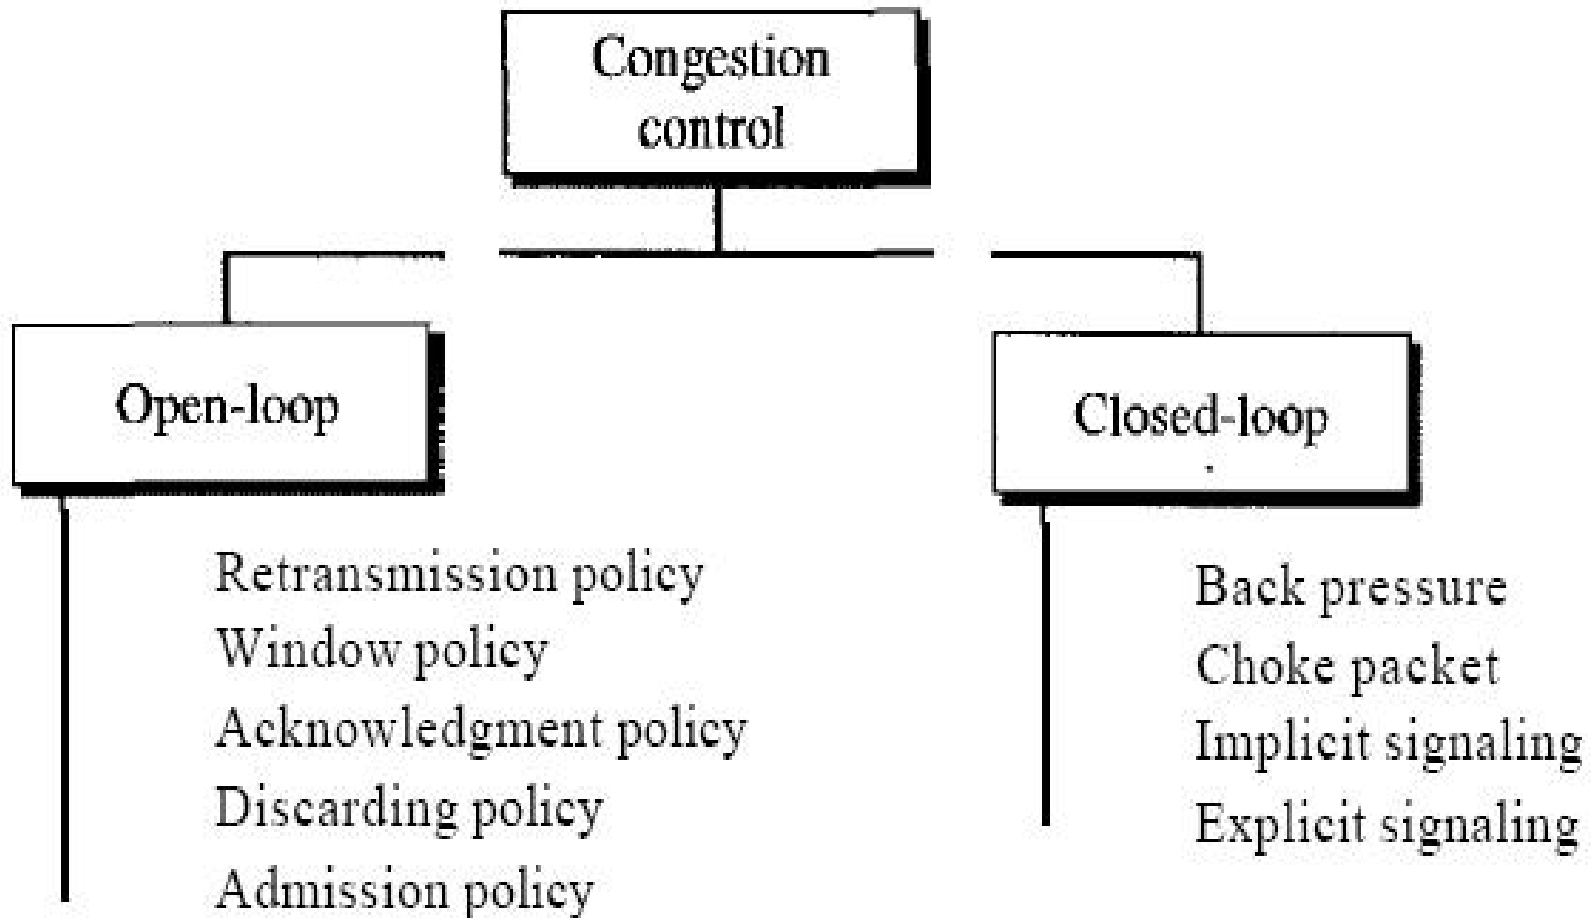 Congestion
control
Open-loop
Closed-loop
Retransmission policy
Window policy
Acknowledgment policy
Discarding policy
Admission policy
Back pressure
Choke packet
Implicit signaling
Explicit signaling